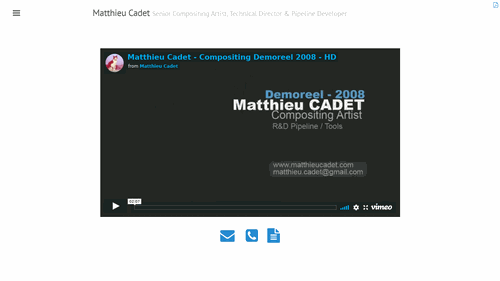 Matthieu Cadet Senior Compositing Artist, Technical Director & Pipeline Developer
Matthieu Cadet - Compositing Demoreel 2008 - HD
from Matthieu Cadet
Demoreel - 2008
Matthieu CADET
Compositing Artist
R&D Pipeline / Tools
www.matthieucadet.com
matthieu.cadet@gmail.com
02:07
vimeo